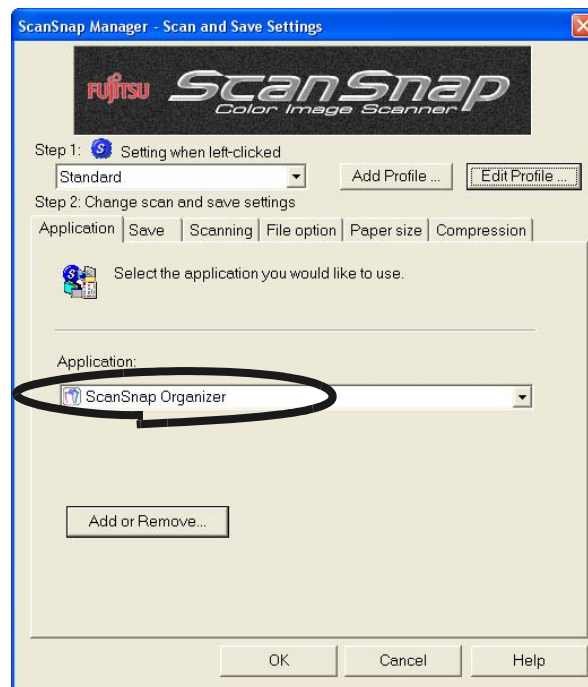 ScanSnap Manager - Scan and Save Settings
FUJITSU ScanSnap
Color Image Scanner
Step 1: S Setting when left-clicked
Standard Add Profile ... Edit Profile ...
Step 2: Change scan and save settings
Application Save Scanning File option Paper size Compression
Select the application you would like to use.
Application:
ScanSnap Organizer
Add or Remove...
OK Cancel Help